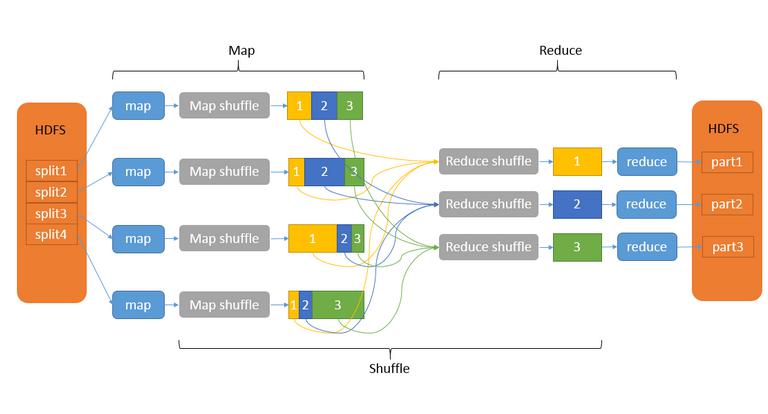 Map
Reduce
HDFS
split1
split2
split3
split4
map
Map shuffle
1
2
3
map
Map shuffle
1
2
3
map
Map shuffle
1
2
3
map
Map shuffle
1
2
3
Reduce shuffle
1
reduce
Reduce shuffle
2
reduce
Reduce shuffle
3
reduce
HDFS
part1
part2
part3
Shuffle